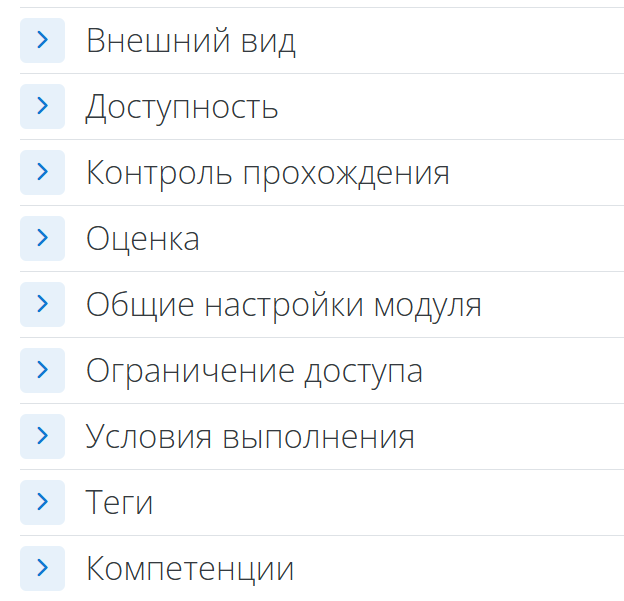 Внешний вид
Доступность
Контроль прохождения
Оценка
Общие настройки модуля
Ограничение доступа
Условия выполнения
Теги
Компетенции